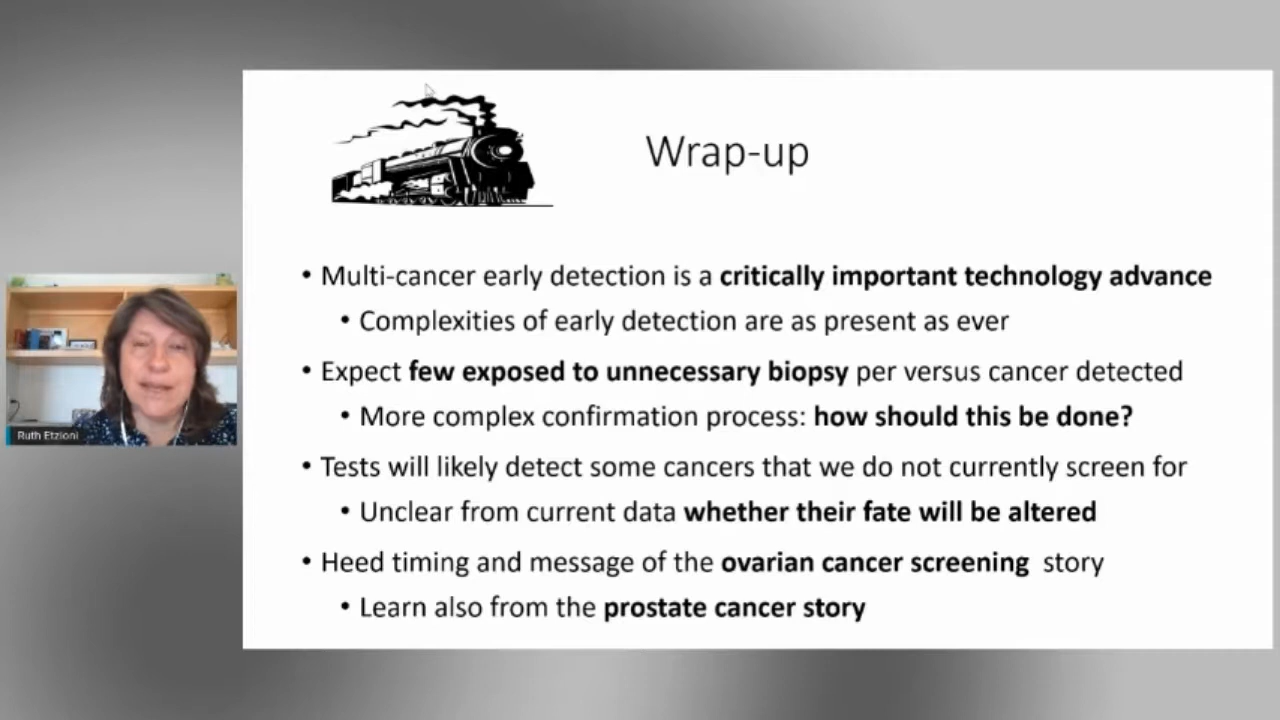 Wrap-up
• Multi-cancer early detection is a critically important technology advance
• Complexities of early detection are as present as ever
• Expect few exposed to unnecessary biopsy per versus cancer detected
• More complex confirmation process: how should this be done?
• Tests will likely detect some cancers that we do not currently screen for
• Unclear from current data whether their fate will be altered
• Heed timing and message of the ovarian cancer screening story
• Learn also from the prostate cancer story
Ruth Etzioni